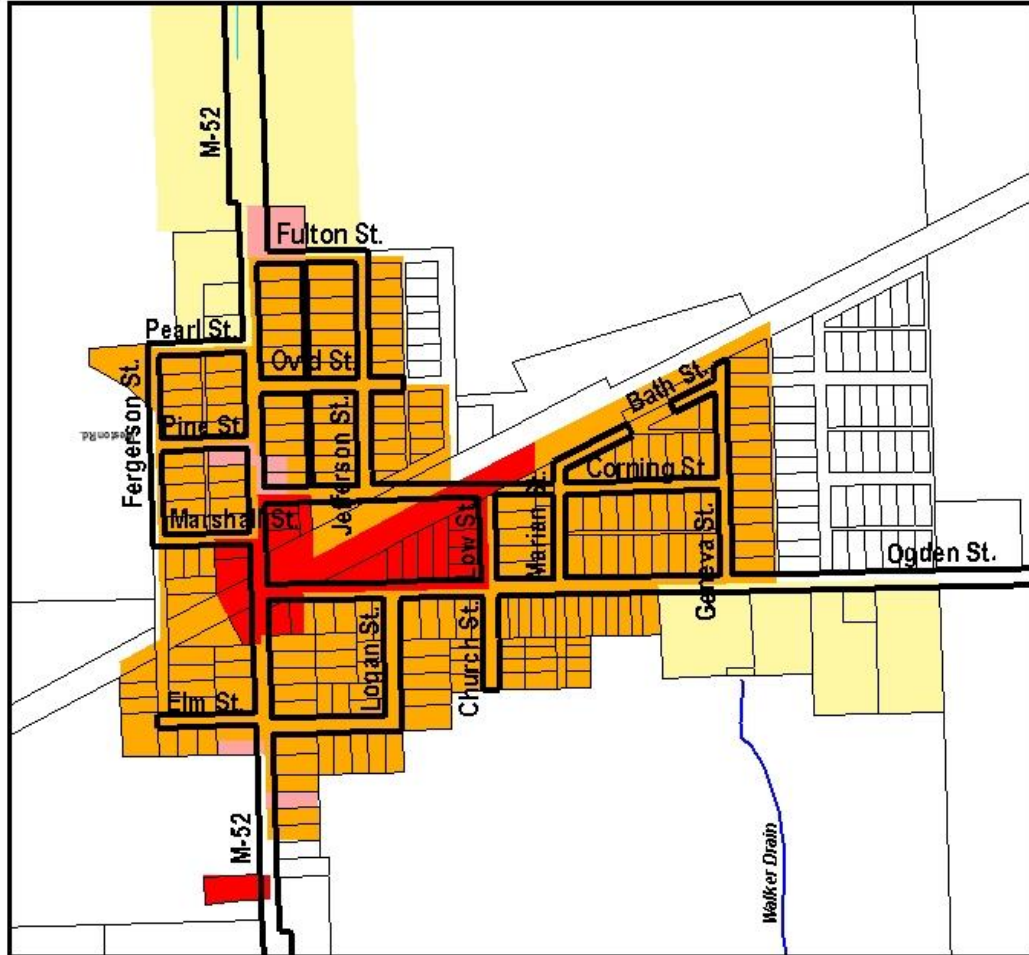 M-52
Fulton St.
Pearl St.
Ovid St.
Fergerson St.
Pine St.
Jefferson St.
Bath St.
Corning St
Marshall St.
Low St.
Marian St.
Geneva St.
Ogden St.
Logan St.
Church St.
Elm St.
M-52
Walker Drain